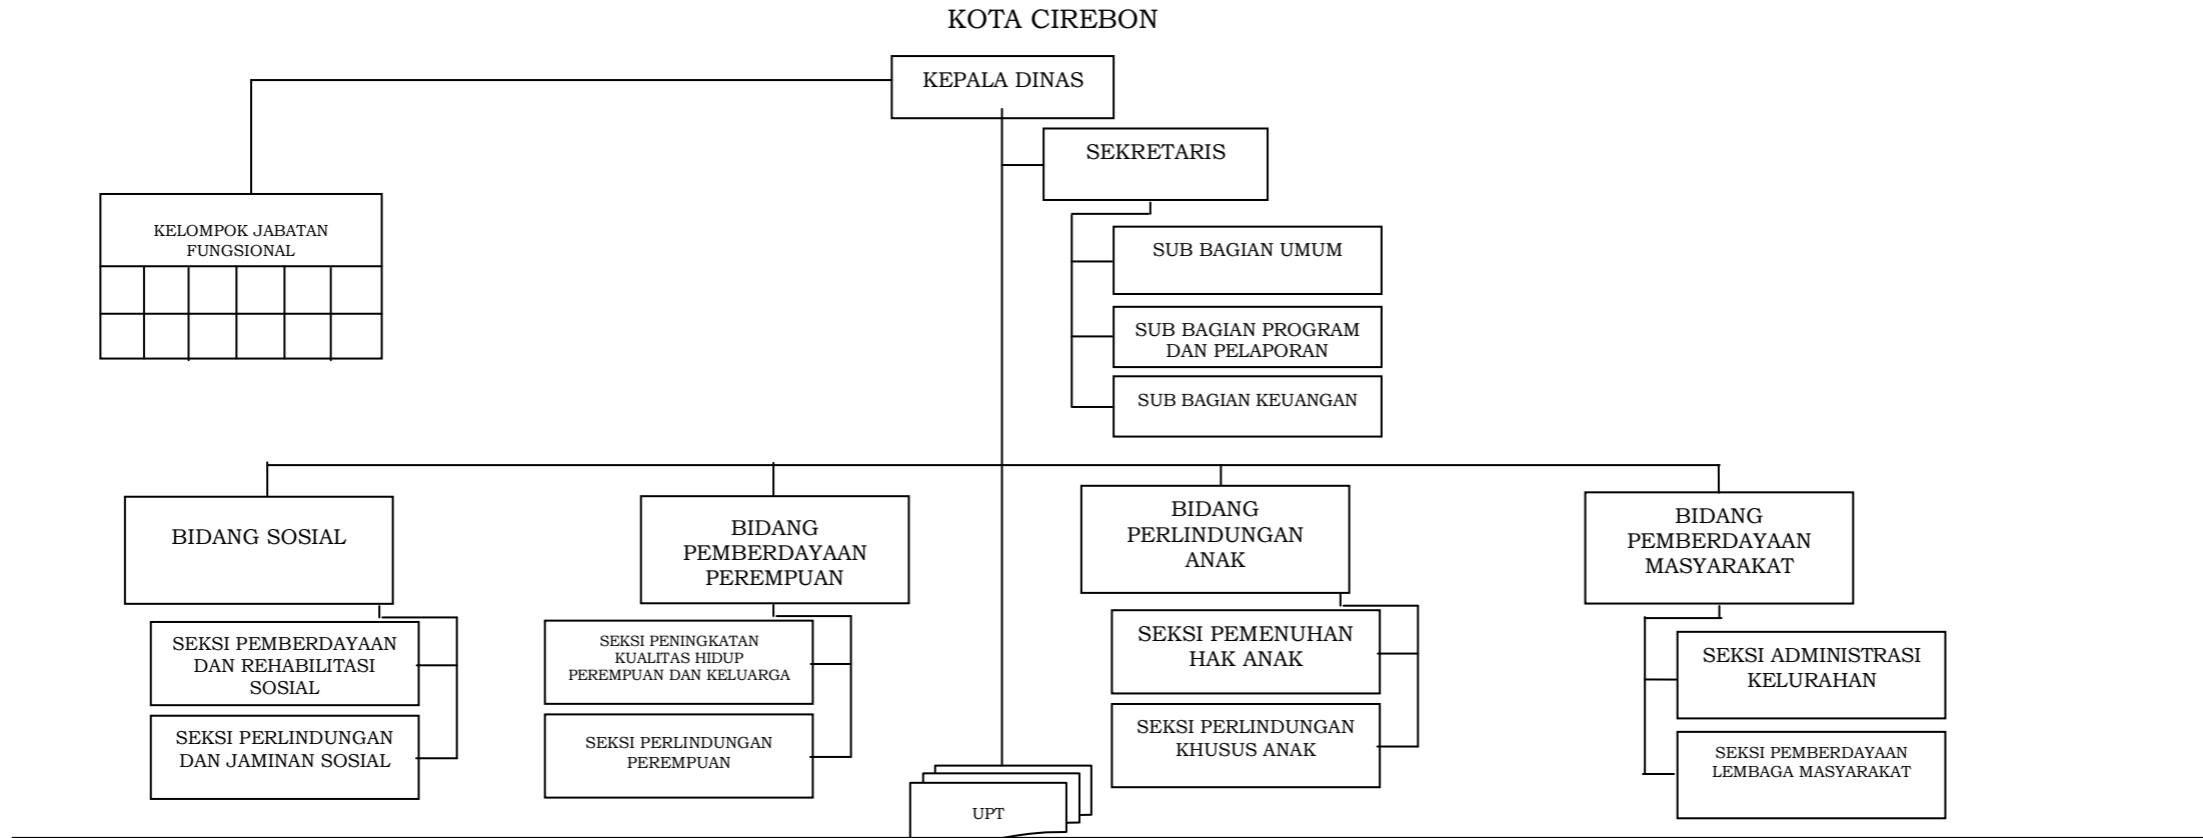 KOTA CIREBON
KEPALA DINAS
SEKRETARIS
KELOMPOK JABATAN
FUNGSIONAL
SUB BAGIAN UMUM
SUB BAGIAN PROGRAM
DAN PELAPORAN
SUB BAGIAN KEUANGAN
BIDANG SOSIAL
SEKSI PEMBERDAYAAN
DAN REHABILITASI
SOSIAL
SEKSI PERLINDUNGAN
DAN JAMINAN SOSIAL
BIDANG
PEMBERDAYAAN
PEREMPUAN
SEKSI PENINGKATAN
KUALITAS HIDUP
PEREMPUAN DAN KELUARGA
SEKSI PERLINDUNGAN
PEREMPUAN
BIDANG
PERLINDUNGAN
ANAK
SEKSI PEMENUHAN
HAK ANAK
SEKSI PERLINDUNGAN
KHUSUS ANAK
BIDANG
PEMBERDAYAAN
MASYARAKAT
SEKSI ADMINISTRASI
KELURAHAN
SEKSI PEMBERDAYAAN
LEMBAGA MASYARAKAT
UPT